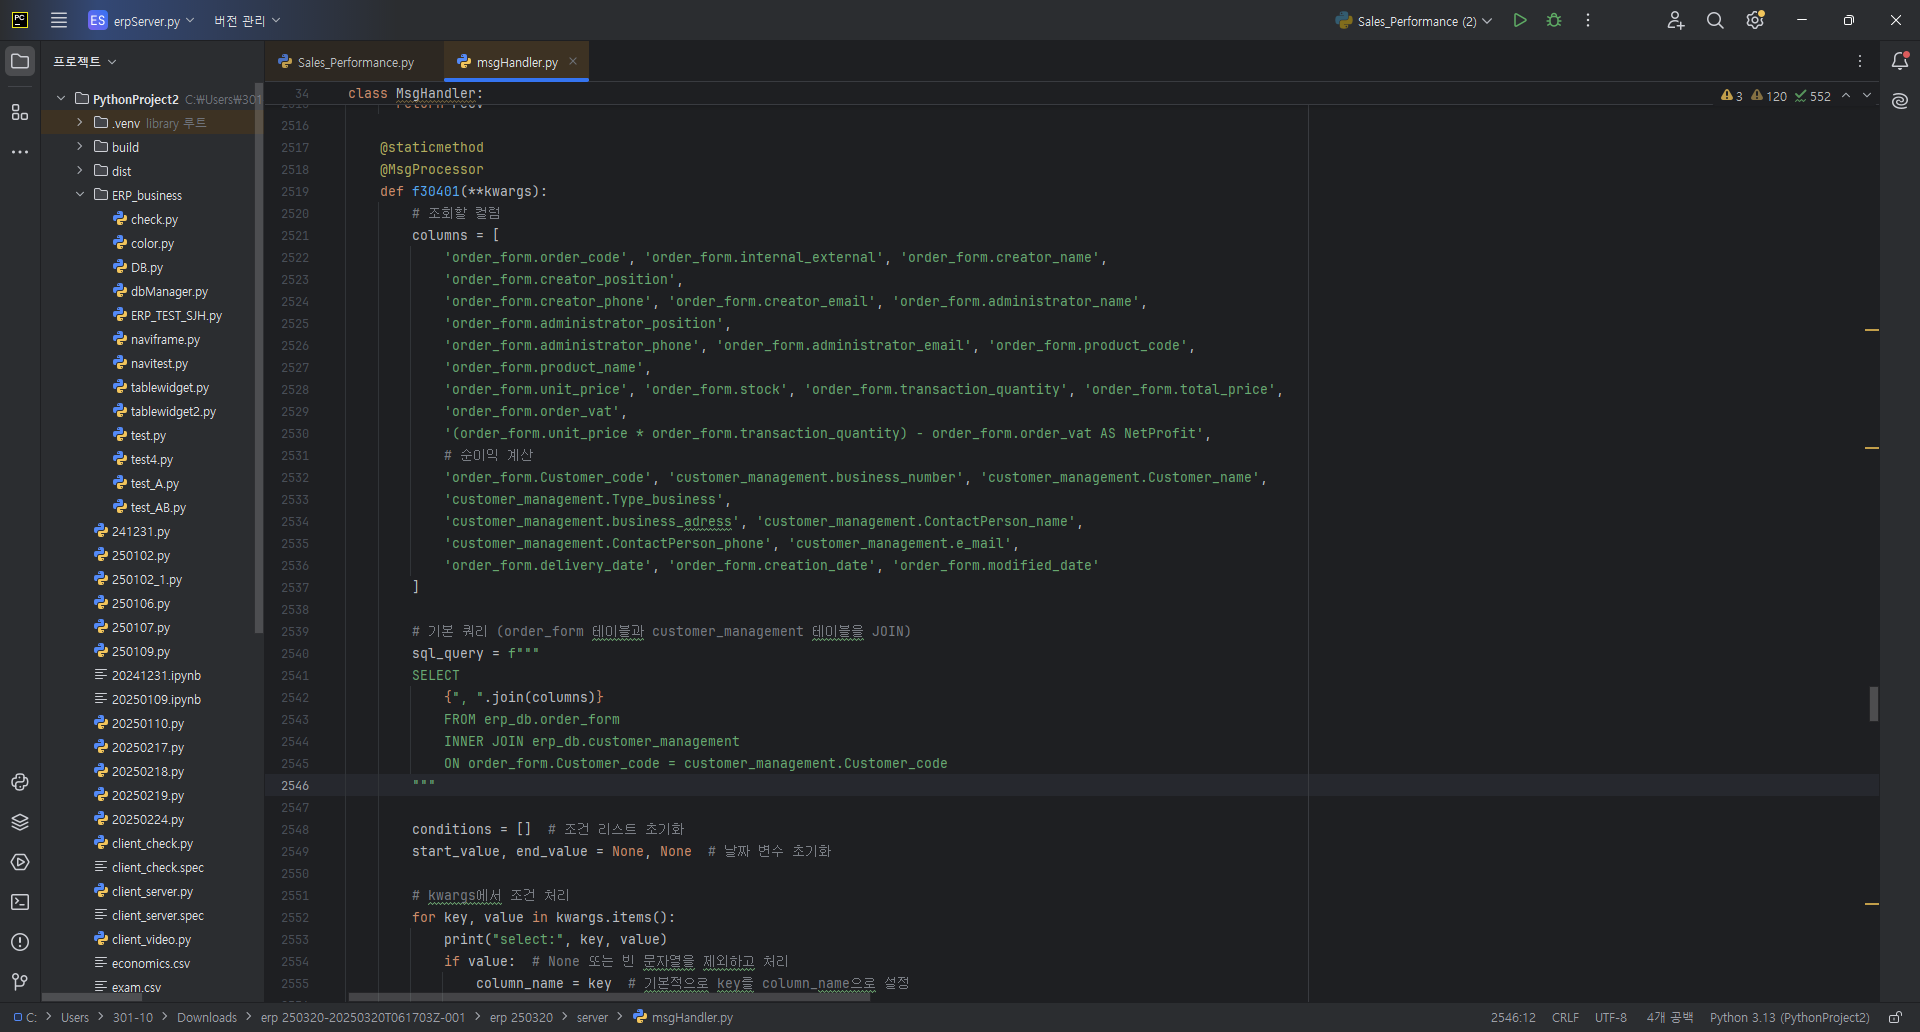 PC
ES erpServer.py 버전 관리
Sales_Performance (2)
프로젝트
Sales_Performance.py
msgHandler.py
PythonProject2 C:\Users\301
.venv library 루트
build
dist
ERP_business
check.py
color.py
DB.py
dbManager.py
ERP_TEST_SJH.py
naviframe.py
navitest.py
tablewidget.py
tablewidget2.py
test.py
test4.py
test_A.py
test_AB.py
241231.py
250102.py
250102_1.py
250106.py
250107.py
250109.py
20241231.ipynb
20250109.ipynb
20250110.py
20250217.py
20250218.py
20250219.py
20250224.py
client_check.py
client_check.spec
client_server.py
client_server.spec
client_video.py
economics.csv
exam.csv
34 class MsgHandler:
3 120 552
2516
2517 @staticmethod
2518 @MsgProcessor
2519 def f30401(**kwargs):
2520 # 조회할 컬럼
2521 columns = [
2522 'order_form.order_code', 'order_form.internal_external', 'order_form.creator_name',
2523 'order_form.creator_position',
2524 'order_form.creator_phone', 'order_form.creator_email', 'order_form.administrator_name',
2525 'order_form.administrator_position',
2526 'order_form.administrator_phone', 'order_form.administrator_email', 'order_form.product_code',
2527 'order_form.product_name',
2528 'order_form.unit_price', 'order_form.stock', 'order_form.transaction_quantity', 'order_form.total_price',
2529 'order_form.order_vat',
2530 '(order_form.unit_price * order_form.transaction_quantity) - order_form.order_vat AS NetProfit',
2531 # 순이익 계산
2532 'order_form.Customer_code', 'customer_management.business_number', 'customer_management.Customer_name',
2533 'customer_management.Type_business',
2534 'customer_management.business_adress', 'customer_management.ContactPerson_name',
2535 'customer_management.ContactPerson_phone', 'customer_management.e_mail',
2536 'order_form.delivery_date', 'order_form.creation_date', 'order_form.modified_date'
2537 ]
2538
2539 # 기본 쿼리 (order_form 테이블과 customer_management 테이블을 JOIN)
2540 sql_query = f"""
2541 SELECT
2542 {", ".join(columns)}
2543 FROM erp_db.order_form
2544 INNER JOIN erp_db.customer_management
2545 ON order_form.Customer_code = customer_management.Customer_code
2546 """
2547
2548 conditions = [] # 조건 리스트 초기화
2549 start_value, end_value = None, None # 날짜 변수 초기화
2550
2551 # kwargs에서 조건 처리
2552 for key, value in kwargs.items():
2553 print("select:", key, value)
2554 if value: # None 또는 빈 문자열을 제외하고 처리
2555 column_name = key # 기본적으로 key를 column_name으로 설정
C: > Users > 301-10 > Downloads > erp 250320-20250320T061703Z-001 > erp 250320 > server > msgHandler.py
2546:12 CRLF UTF-8 4개 공백 Python 3.13 (PythonProject2)